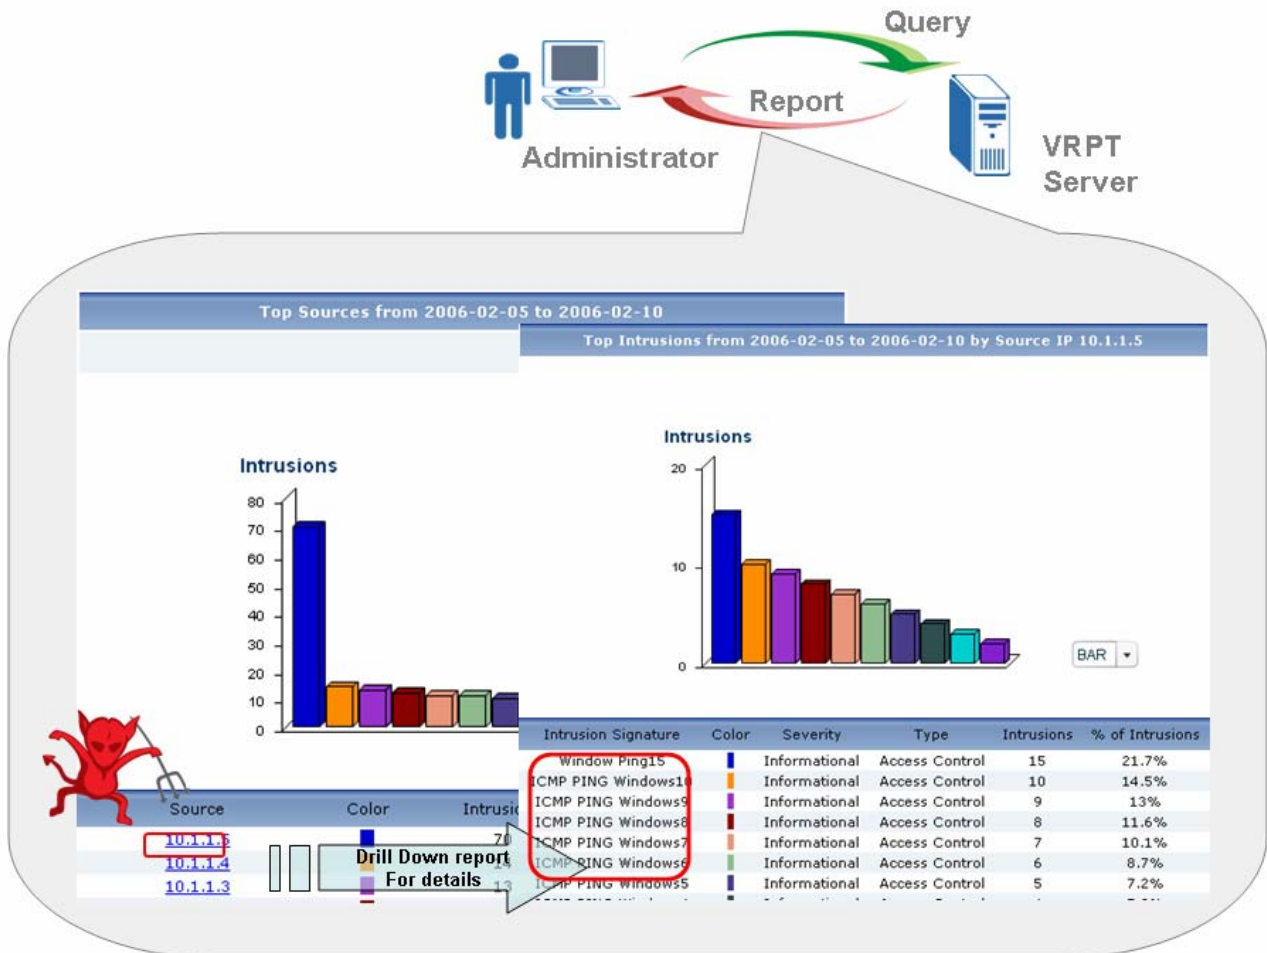 Query
Report
Administrator
VRPT
Server
Top Sources from 2006-02-05 to 2006-02-10
Intrusions
80
70
60
50
40
30
20
10
0
Source Color
10.1.1.5 70
10.1.1.4 14
10.1.1.3 13
Drill Down report
For details
Top Intrusions from 2006-02-05 to 2006-02-10 by Source IP 10.1.1.5
Intrusions
20
10
0
BAR
Intrusion Signature Color Severity Type Intrusions % of Intrusions
Window Ping15 Informational Access Control 15 21.7%
ICMP PING Windows10 Informational Access Control 10 14.5%
ICMP PING Windows9 Informational Access Control 9 13%
ICMP PING Windows8 Informational Access Control 8 11.6%
ICMP PING Windows7 Informational Access Control 7 10.1%
ICMP PING Windows6 Informational Access Control 6 8.7%
ICMP PING Windows5 Informational Access Control 5 7.2%